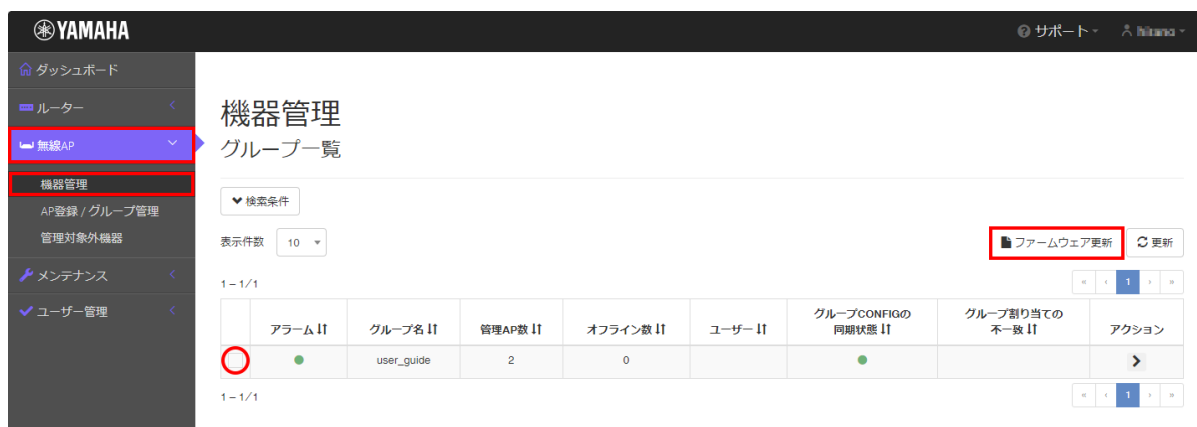 YAMAHA
サポート
ダッシュボード
ルーター
無線AP
機器管理
AP登録 / グループ管理
管理対象外機器
メンテナンス
ユーザー管理
機器管理
グループ一覧
検索条件
表示件数 10
ファームウェア更新 更新
1 – 1/1
« ‹ 1 › »
アラーム グループ名 管理AP数 オフライン数 ユーザー グループCONFIGの同期状態 グループ割り当ての不一致 アクション
user_guide 2 0
1 – 1/1
« ‹ 1 › »